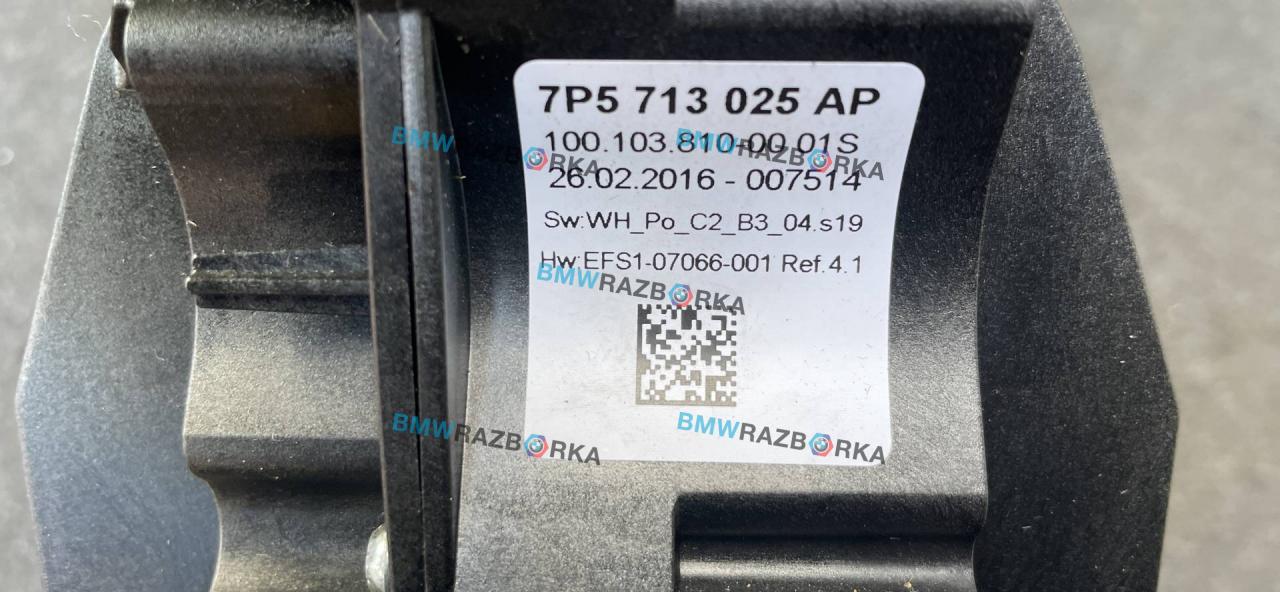 7P5 713 025 AP
100.103.810-00.01S
26.02.2016 - 007514
Sw:WH_Po_C2_B3_04.s19
Hw:EFS1-07066-001 Ref.4.1
BMWRAZBORKA
BMWRAZBORKA
BMWRAZBORKA
BMWRAZBORKA
BMWRAZBORKA